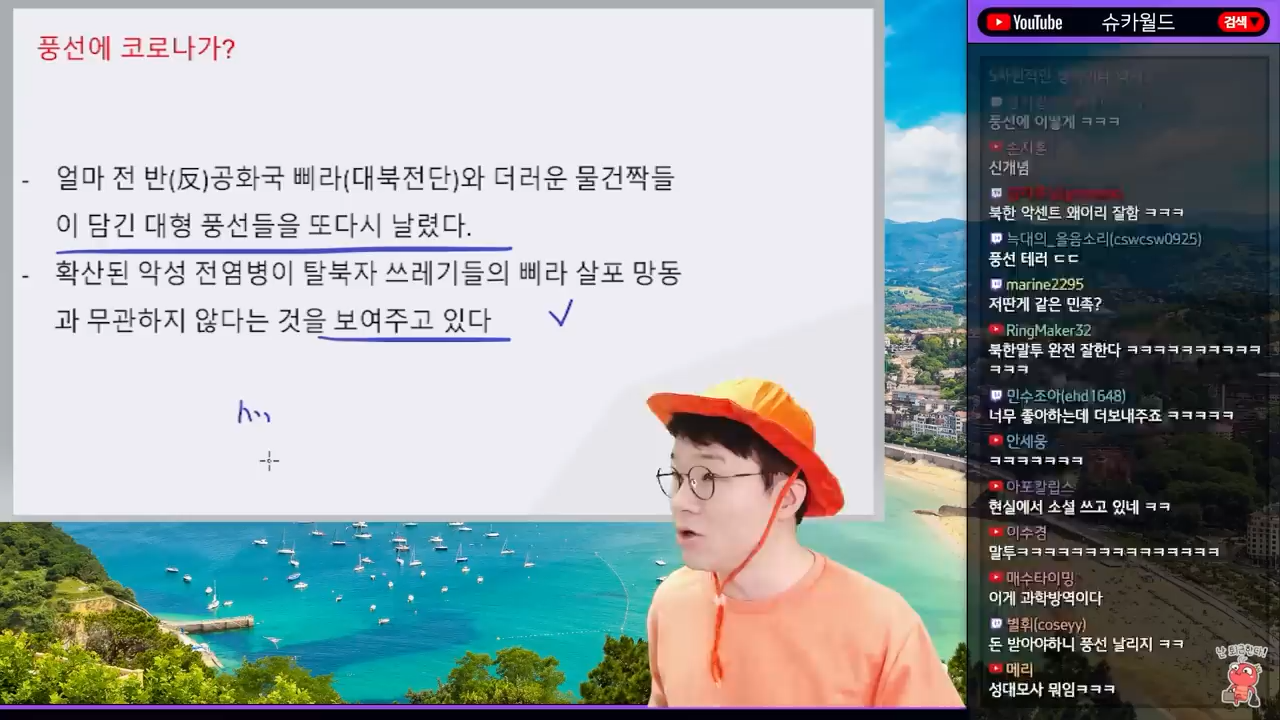 풍선에 코로나가?
- 얼마 전 반(反)공화국 삐라(대북전단)와 더러운 물건짝들
이 담긴 대형 풍선들을 또다시 날렸다.
- 확산된 악성 전염병이 탈북자 쓰레기들의 삐라 살포 망동
과 무관하지 않다는 것을 보여주고 있다
YouTube 슈카월드 검색
풍선에 어떻게 ㅋㅋㅋ
손지훈
신개념
북한 악센트 왜이리 잘함 ㅋㅋㅋ
늑대의_울음소리(cswcsw0925)
풍선 테러 ㄷㄷ
marine2295
저딴게 같은 민족?
RingMaker32
북한말투 완전 잘한다 ㅋㅋㅋㅋㅋㅋㅋㅋㅋㅋ
ㅋㅋㅋ
민수조아(ehd1648)
너무 좋아하는데 더보내주죠 ㅋㅋㅋㅋㅋ
안세웅
ㅋㅋㅋㅋㅋㅋㅋ
아포칼립스
현실에서 소설 쓰고 있네 ㅋㅋ
이수경
말투ㅋㅋㅋㅋㅋㅋㅋㅋㅋㅋㅋㅋㅋㅋㅋ
매수타이밍
이게 과학방역이다
별휘(coseyy)
돈 받아야하니 풍선 날리지 ㅋㅋ
메리
성대모사 뭐임ㅋㅋㅋ